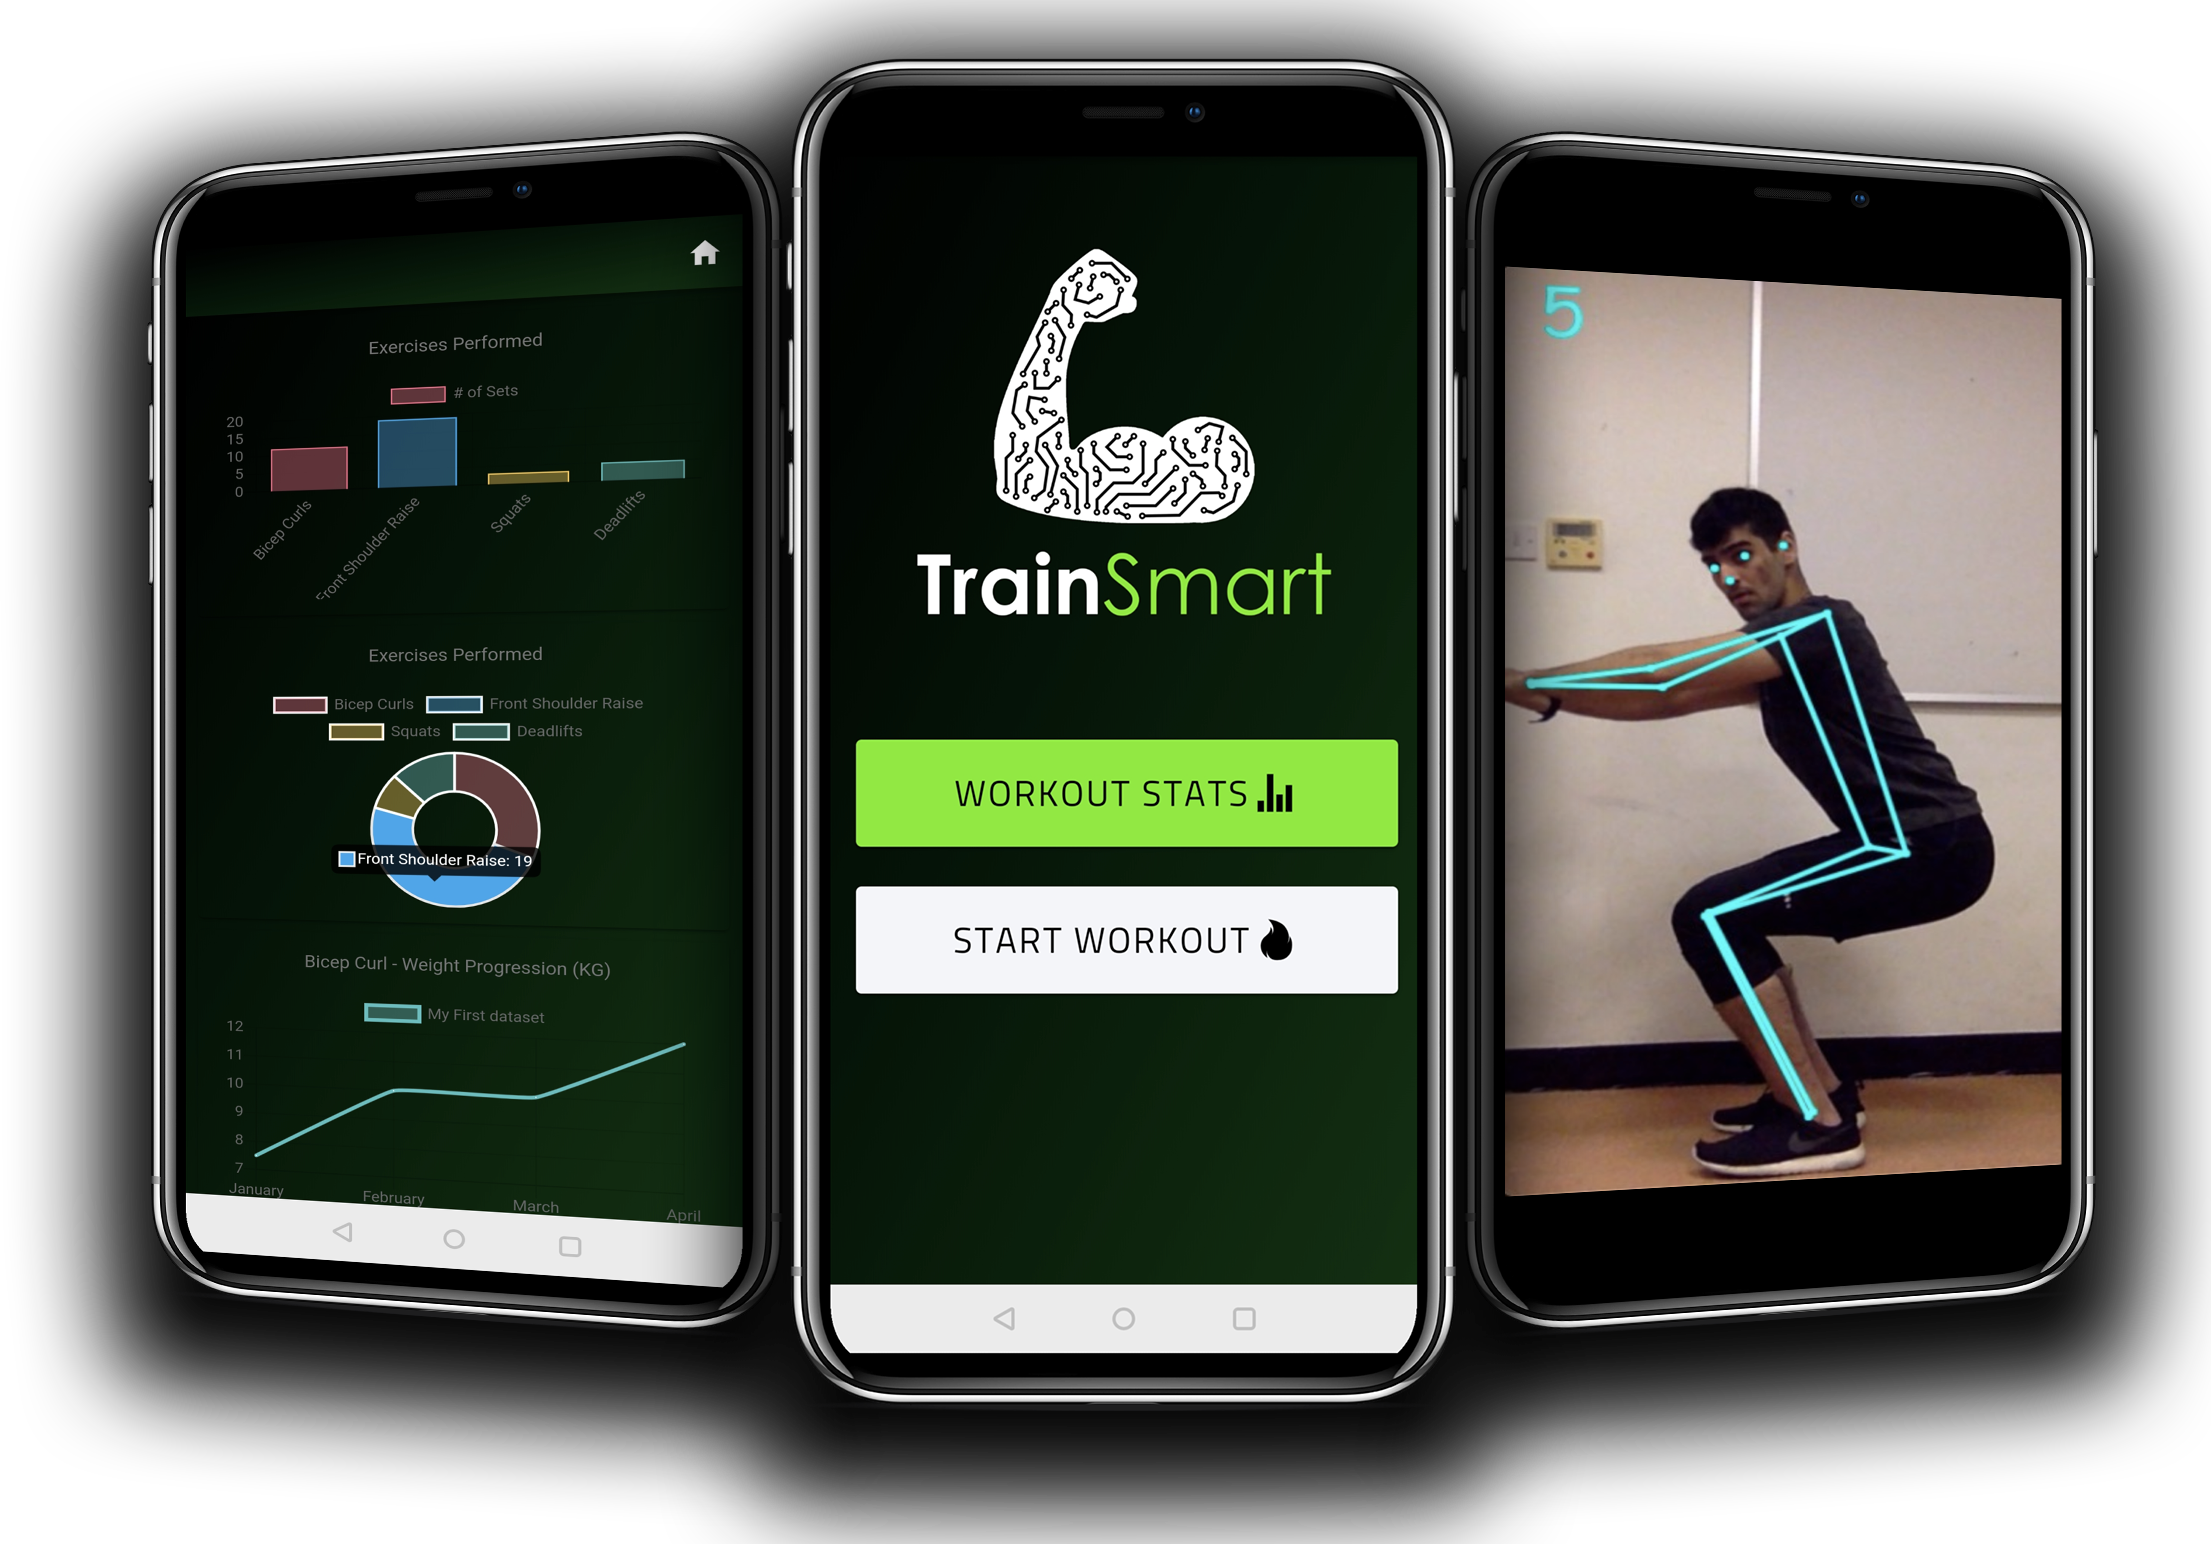 Exercises Performed
# of Sets
20
15
10
5
0
Bicep Curls
Front Shoulder Raise
Squats
Deadlifts
Exercises Performed
Bicep Curls Front Shoulder Raise
Squats Deadlifts
Front Shoulder Raise: 19
Bicep Curl - Weight Progression (KG)
My First dataset
12
11
10
9
8
7
January February March April
TrainSmart
WORKOUT STATS
START WORKOUT
5